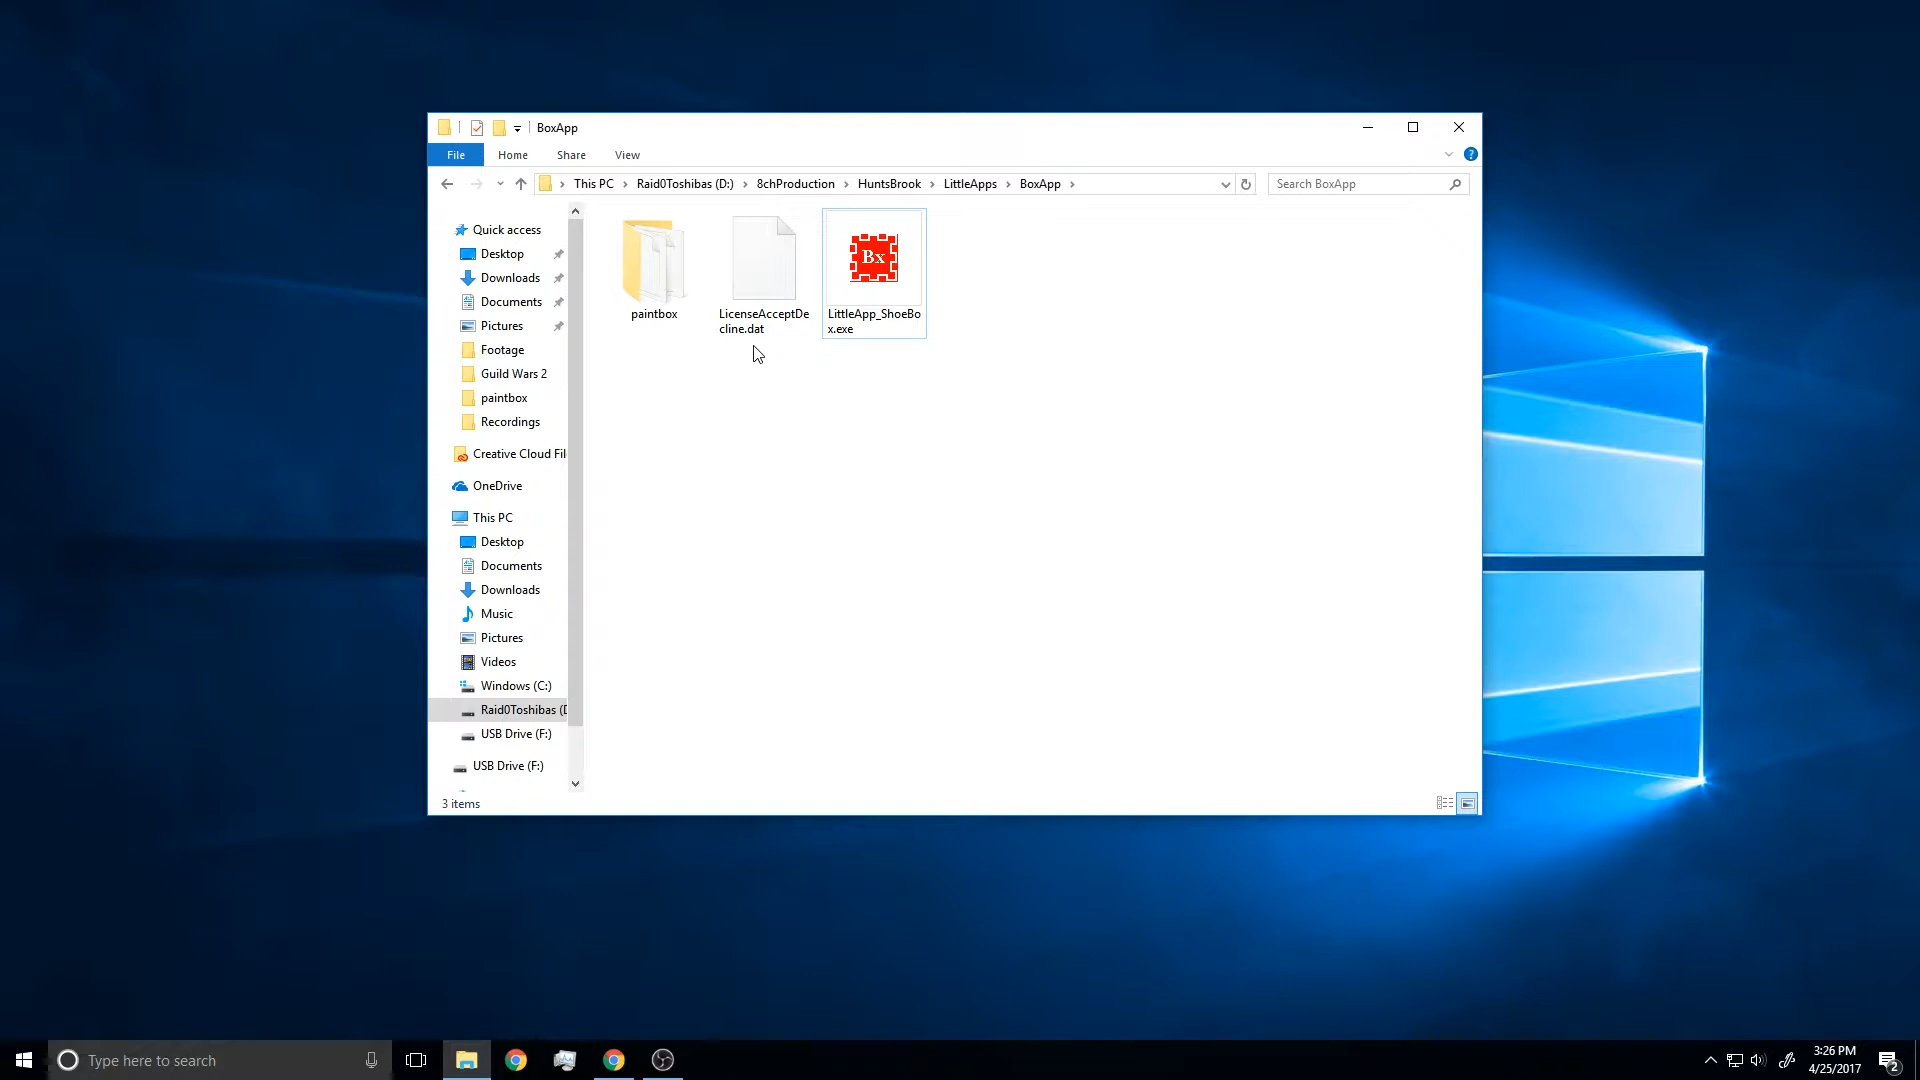 BoxApp
File Home Share View
This PC Raid0Toshibas (D:) 8chProduction HuntsBrook LittleApps BoxApp
Search BoxApp
Quick access
Desktop
Downloads
Documents
Pictures
Footage
Guild Wars 2
paintbox
Recordings
Creative Cloud Fil
OneDrive
This PC
Desktop
Documents
Downloads
Music
Pictures
Videos
Windows (C:)
Raid0Toshibas (D
USB Drive (F:)
USB Drive (F:)
paintbox
LicenseAcceptDe
cline.dat
Bx
LittleApp_ShoeBo
x.exe
3 items
Type here to search
3:26 PM
4/25/2017
2